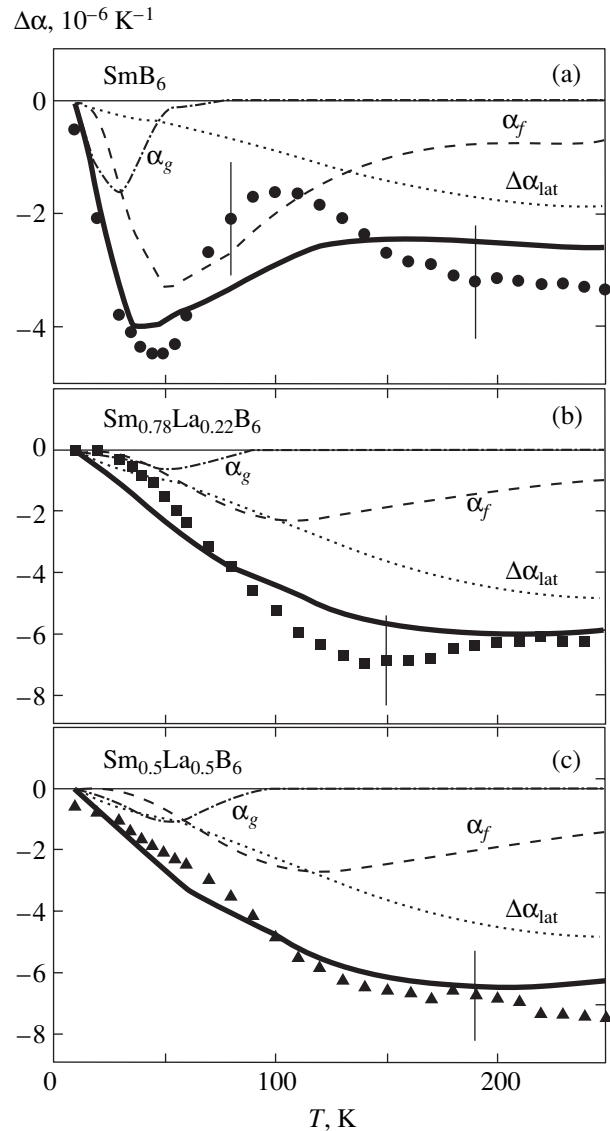 Δα, 10⁻⁶ K⁻¹
SmB₆ (a)
0
α_g
α_f
Δα_lat
−2
−4
Sm₀.₇₈La₀.₂₂B₆ (b)
0
α_g
α_f
−2
Δα_lat
−4
−6
−8
Sm₀.₅La₀.₅B₆ (c)
0
α_g
α_f
−2
Δα_lat
−4
−6
−8
0 100 200
T, K